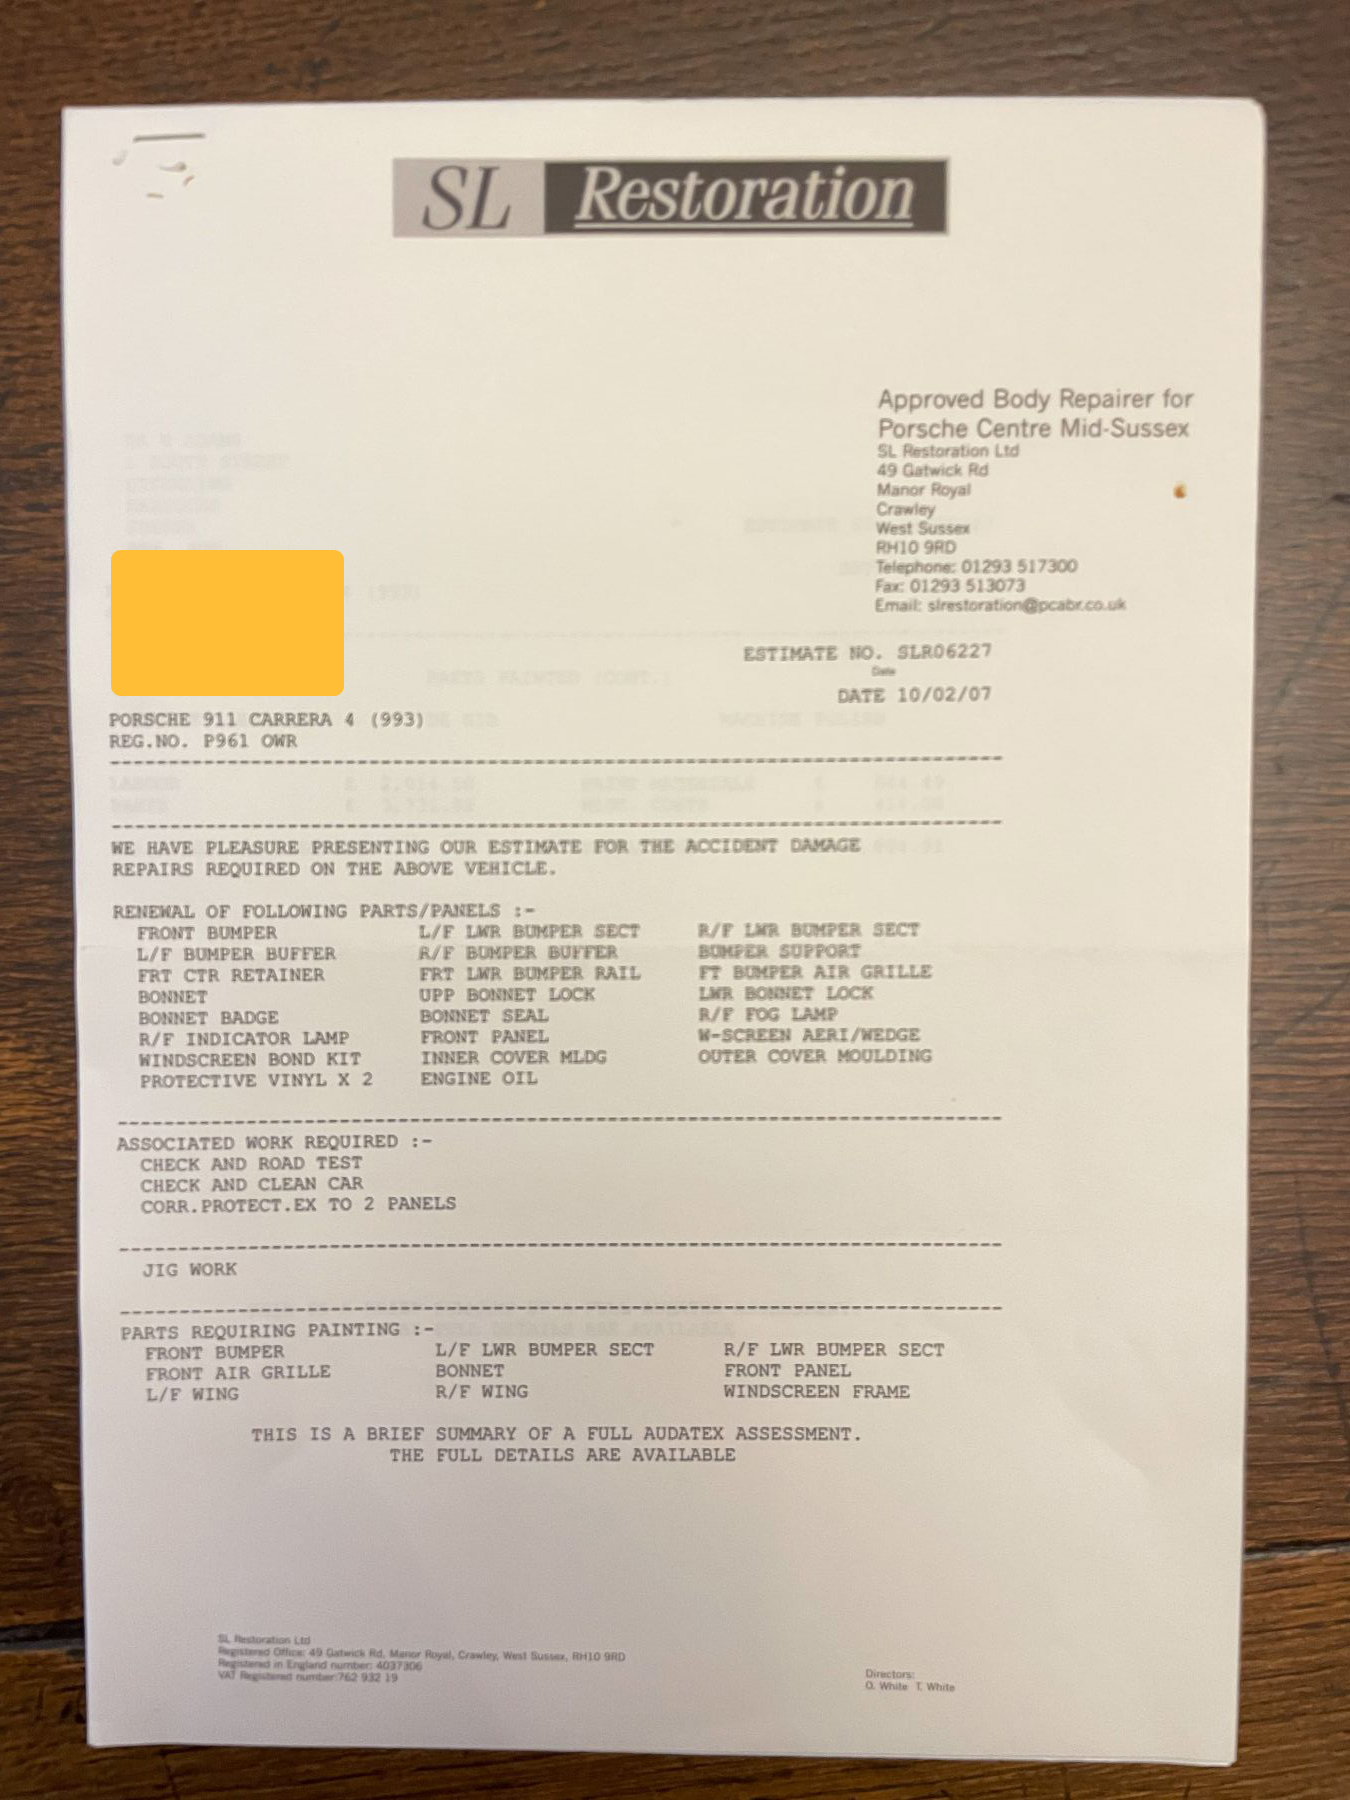 SL Restoration
Approved Body Repairer for
Porsche Centre Mid-Sussex
SL Restoration Ltd
49 Gatwick Rd
Manor Royal
Crawley
West Sussex
RH10 9RD
Telephone: 01293 517300
Fax: 01293 513073
Email: slrestoration@pcabr.co.uk
ESTIMATE NO. SLR06227
Date
DATE 10/02/07
PORSCHE 911 CARRERA 4 (993)
REG.NO. P961 OWR
WE HAVE PLEASURE PRESENTING OUR ESTIMATE FOR THE ACCIDENT DAMAGE
REPAIRS REQUIRED ON THE ABOVE VEHICLE.
RENEWAL OF FOLLOWING PARTS/PANELS :-
FRONT BUMPER L/F LWR BUMPER SECT R/F LWR BUMPER SECT
L/F BUMPER BUFFER R/F BUMPER BUFFER BUMPER SUPPORT
FRT CTR RETAINER FRT LWR BUMPER RAIL FT BUMPER AIR GRILLE
BONNET UPP BONNET LOCK LWR BONNET LOCK
BONNET BADGE BONNET SEAL R/F FOG LAMP
R/F INDICATOR LAMP FRONT PANEL W-SCREEN AERI/WEDGE
WINDSCREEN BOND KIT INNER COVER MLDG OUTER COVER MOULDING
PROTECTIVE VINYL X 2 ENGINE OIL
ASSOCIATED WORK REQUIRED :-
CHECK AND ROAD TEST
CHECK AND CLEAN CAR
CORR.PROTECT.EX TO 2 PANELS
JIG WORK
PARTS REQUIRING PAINTING :-
FRONT BUMPER L/F LWR BUMPER SECT R/F LWR BUMPER SECT
FRONT AIR GRILLE BONNET FRONT PANEL
L/F WING R/F WING WINDSCREEN FRAME
THIS IS A BRIEF SUMMARY OF A FULL AUDATEX ASSESSMENT.
THE FULL DETAILS ARE AVAILABLE
SL Restoration Ltd
Registered Office: 49 Gatwick Rd, Manor Royal, Crawley, West Sussex, RH10 9RD
Registered in England number: 4037306
VAT Registered number:762 932 19
Directors:
O. White T. White